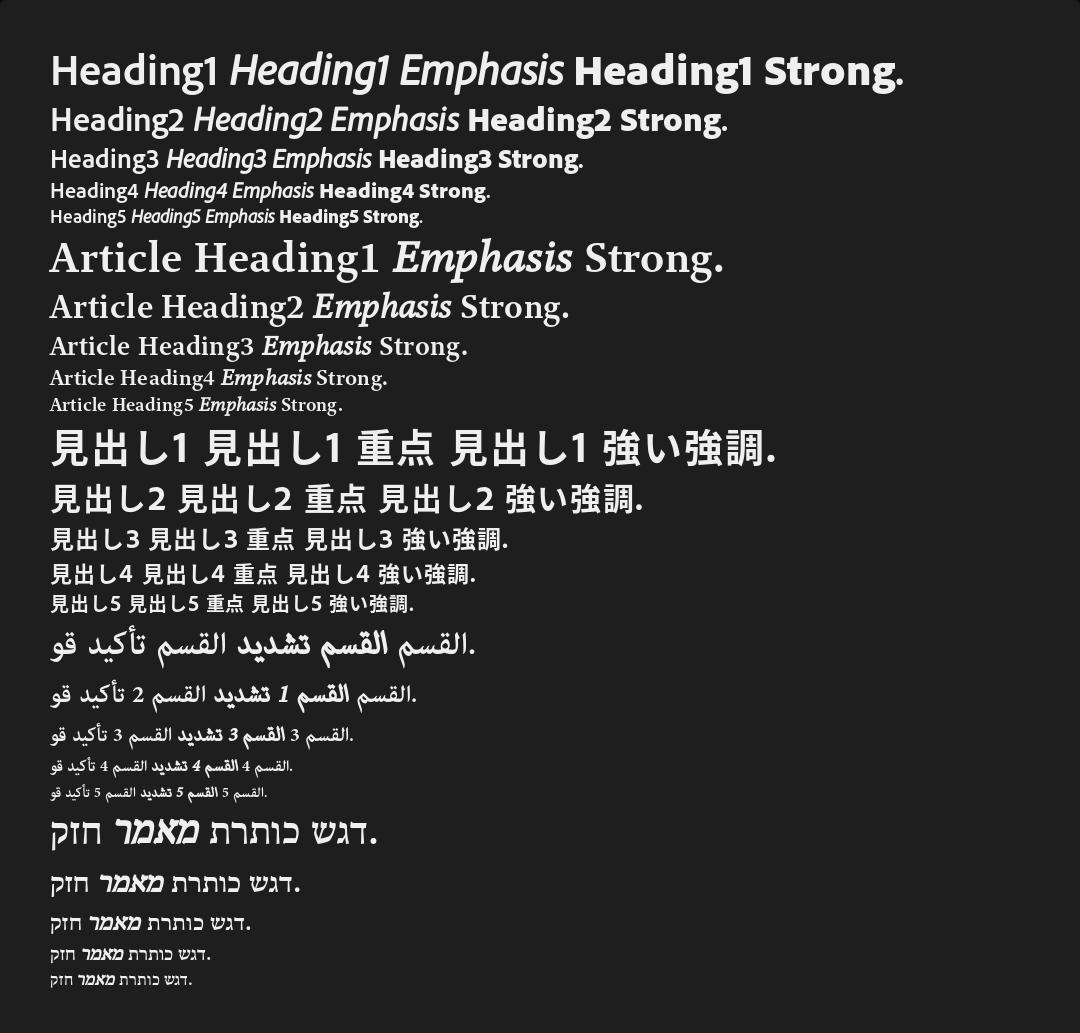 Heading1 Heading1 Emphasis Heading1 Strong.
Heading2 Heading2 Emphasis Heading2 Strong.
Heading3 Heading3 Emphasis Heading3 Strong.
Heading4 Heading4 Emphasis Heading4 Strong.
Heading5 Heading5 Emphasis Heading5 Strong.
Article Heading1 Emphasis Strong.
Article Heading2 Emphasis Strong.
Article Heading3 Emphasis Strong.
Article Heading4 Emphasis Strong.
Article Heading5 Emphasis Strong.
見出し1 見出し1 重点 見出し1 強い強調.
見出し2 見出し2 重点 見出し2 強い強調.
見出し3 見出し3 重点 見出し3 強い強調.
見出し4 見出し4 重点 見出し4 強い強調.
見出し5 見出し5 重点 見出し5 強い強調.
القسم القسم تشديد القسم تأكيد قو.
القسم القسم 1 تشديد القسم 2 تأكيد قو.
القسم 3 القسم 3 تشديد القسم 3 تأكيد قو.
القسم 4 القسم 4 تشديد القسم 4 تأكيد قو.
القسم 5 القسم 5 تشديد القسم 5 تأكيد قو.
דגש כותרת מאמר חזק.
דגש כותרת מאמר חזק.
דגש כותרת מאמר חזק.
דגש כותרת מאמר חזק.
דגש כותרת מאמר חזק.